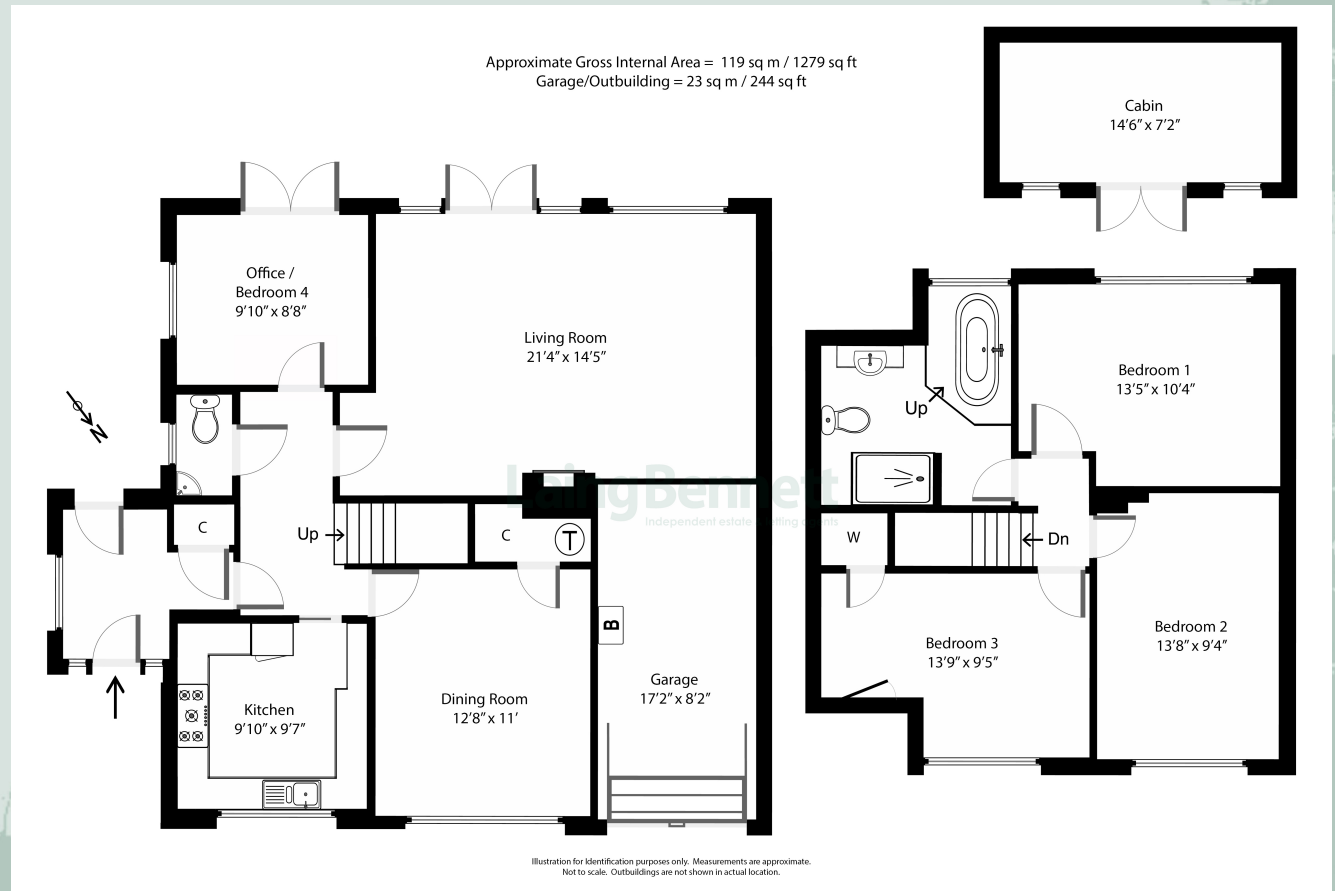 Approximate Gross Internal Area =  119 sq m / 1279 sq ft
Garage/Outbuilding = 23 sq m / 244 sq ft
Cabin
14’6” x 7’2”
Office /
Bedroom 4
9’10” x 8’8”
Living Room
21’4” x 14’5”
Bedroom 1
13’5” x 10’4”
Up
N
Laing Bennett
Independent estate & letting agents
C
Up
C
T
W
Dn
B
Bedroom 3
13’9” x 9’5”
Bedroom 2
13’8” x 9’4”
Kitchen
9’10” x 9’7”
Dining Room
12’8” x 11’
Garage
17’2” x 8’2”
Illustration for Identification purposes only.  Measurements are approximate.
Not to scale.  Outbuildings are not shown in actual location.